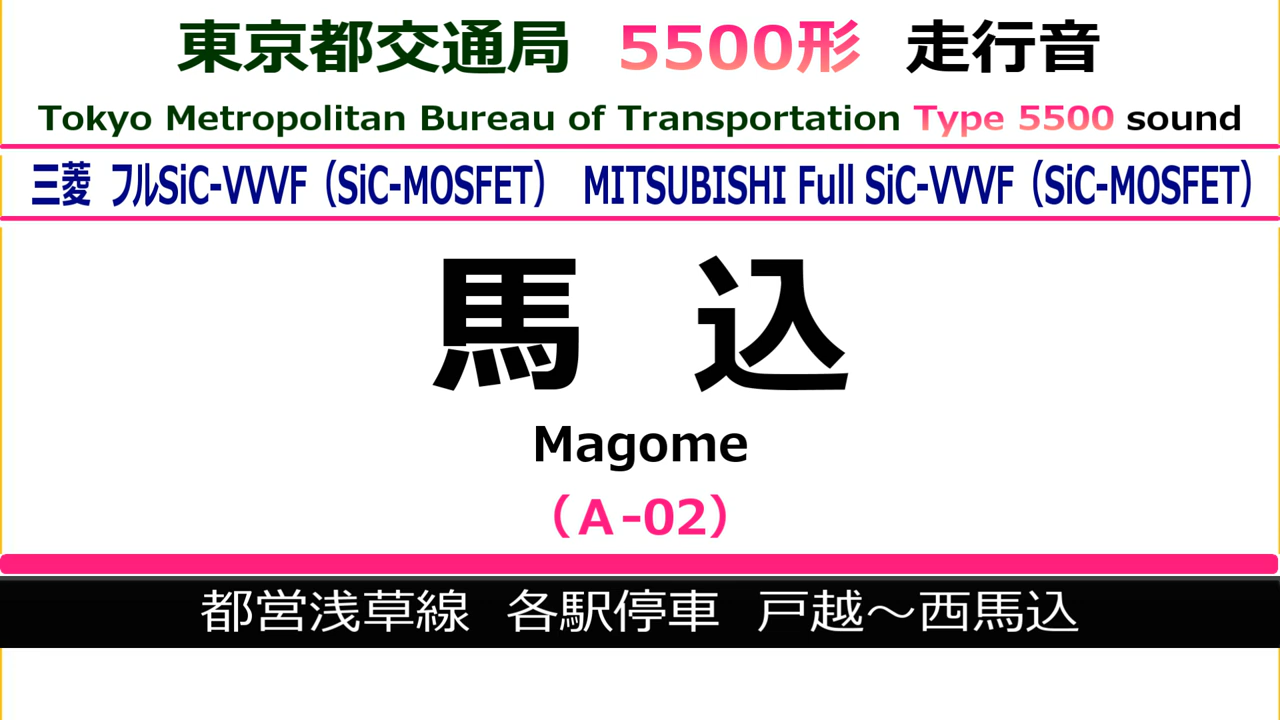 東京都交通局 5500形 走行音
Tokyo Metropolitan Bureau of Transportation Type 5500 sound
三菱 フルSiC-VVVF（SiC-MOSFET） MITSUBISHI Full SiC-VVVF（SiC-MOSFET）
馬込
Magome
（A-02）
都営浅草線 各駅停車 戸越～西馬込